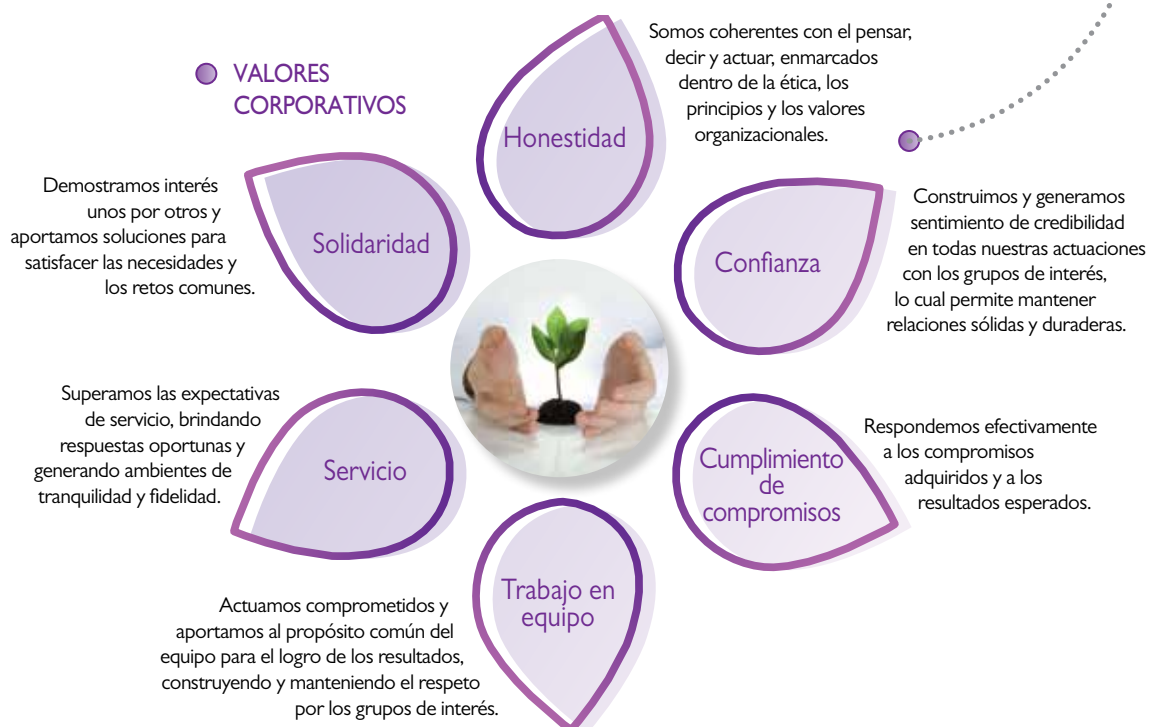 VALORES
CORPORATIVOS
Honestidad
Somos coherentes con el pensar,
decir y actuar, enmarcados
dentro de la ética, los
principios y los valores
organizacionales.
Confianza
Construimos y generamos
sentimiento de credibilidad
en todas nuestras actuaciones
con los grupos de interés,
lo cual permite mantener
relaciones sólidas y duraderas.
Cumplimiento
de
compromisos
Respondemos efectivamente
a los compromisos
adquiridos y a los
resultados esperados.
Trabajo en
equipo
Actuamos comprometidos y
aportamos al propósito común del
equipo para el logro de los resultados,
construyendo y manteniendo el respeto
por los grupos de interés.
Servicio
Superamos las expectativas
de servicio, brindando
respuestas oportunas y
generando ambientes de
tranquilidad y fidelidad.
Solidaridad
Demostramos interés
unos por otros y
aportamos soluciones para
satisfacer las necesidades y
los retos comunes.